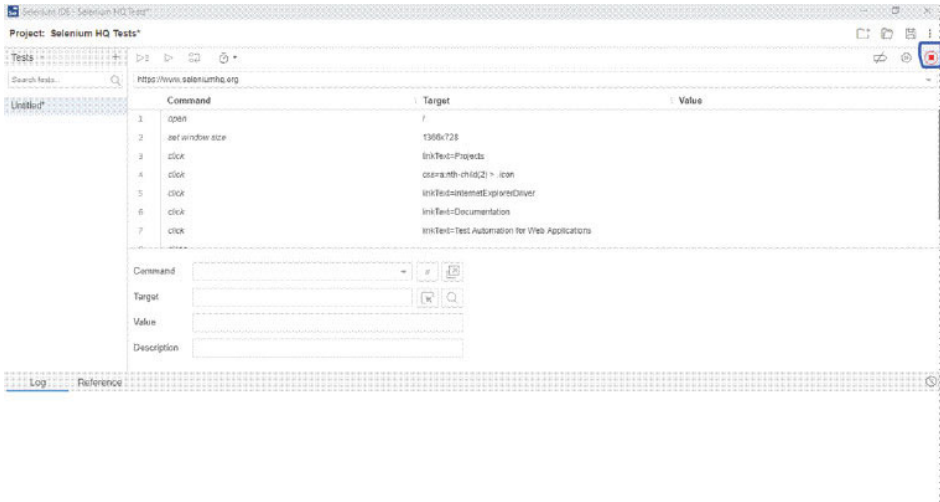 Selenium IDE - Selenium HQ Tests*
Project: Selenium HQ Tests*
Tests
Search tests...
https://www.seleniumhq.org
Untitled*
Command Target Value
1 open /
2 set window size 1366x728
3 click linkText=Projects
4 click css=a:nth-child(2) > .icon
5 click linkText=InternetExplorerDriver
6 click linkText=Documentation
7 click linkText=Test Automation for Web Applications
Command
//
Target
Value
Description
Log Reference